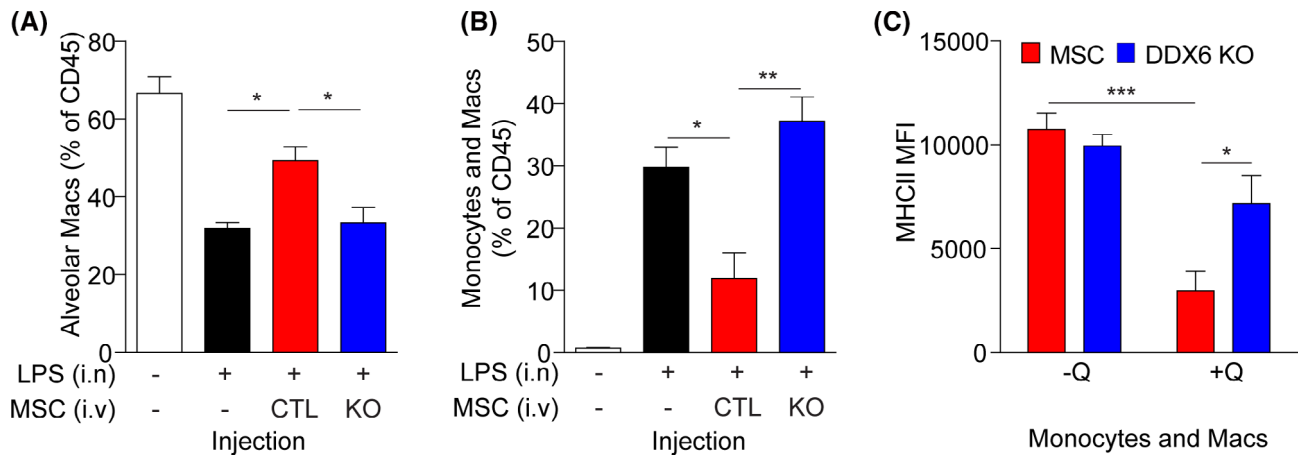 (A)
Alveolar Macs (% of CD45)
80
60
40
20
0
* *
LPS (i.n) - + + +
MSC (i.v) - - CTL KO
Injection
(B)
Monocytes and Macs
(% of CD45)
50
40
30
20
10
0
**
*
LPS (i.n) - + + +
MSC (i.v) - - CTL KO
Injection
(C)
MHCII MFI
15000
10000
5000
0
MSC DDX6 KO
***
*
-Q +Q
Monocytes and Macs